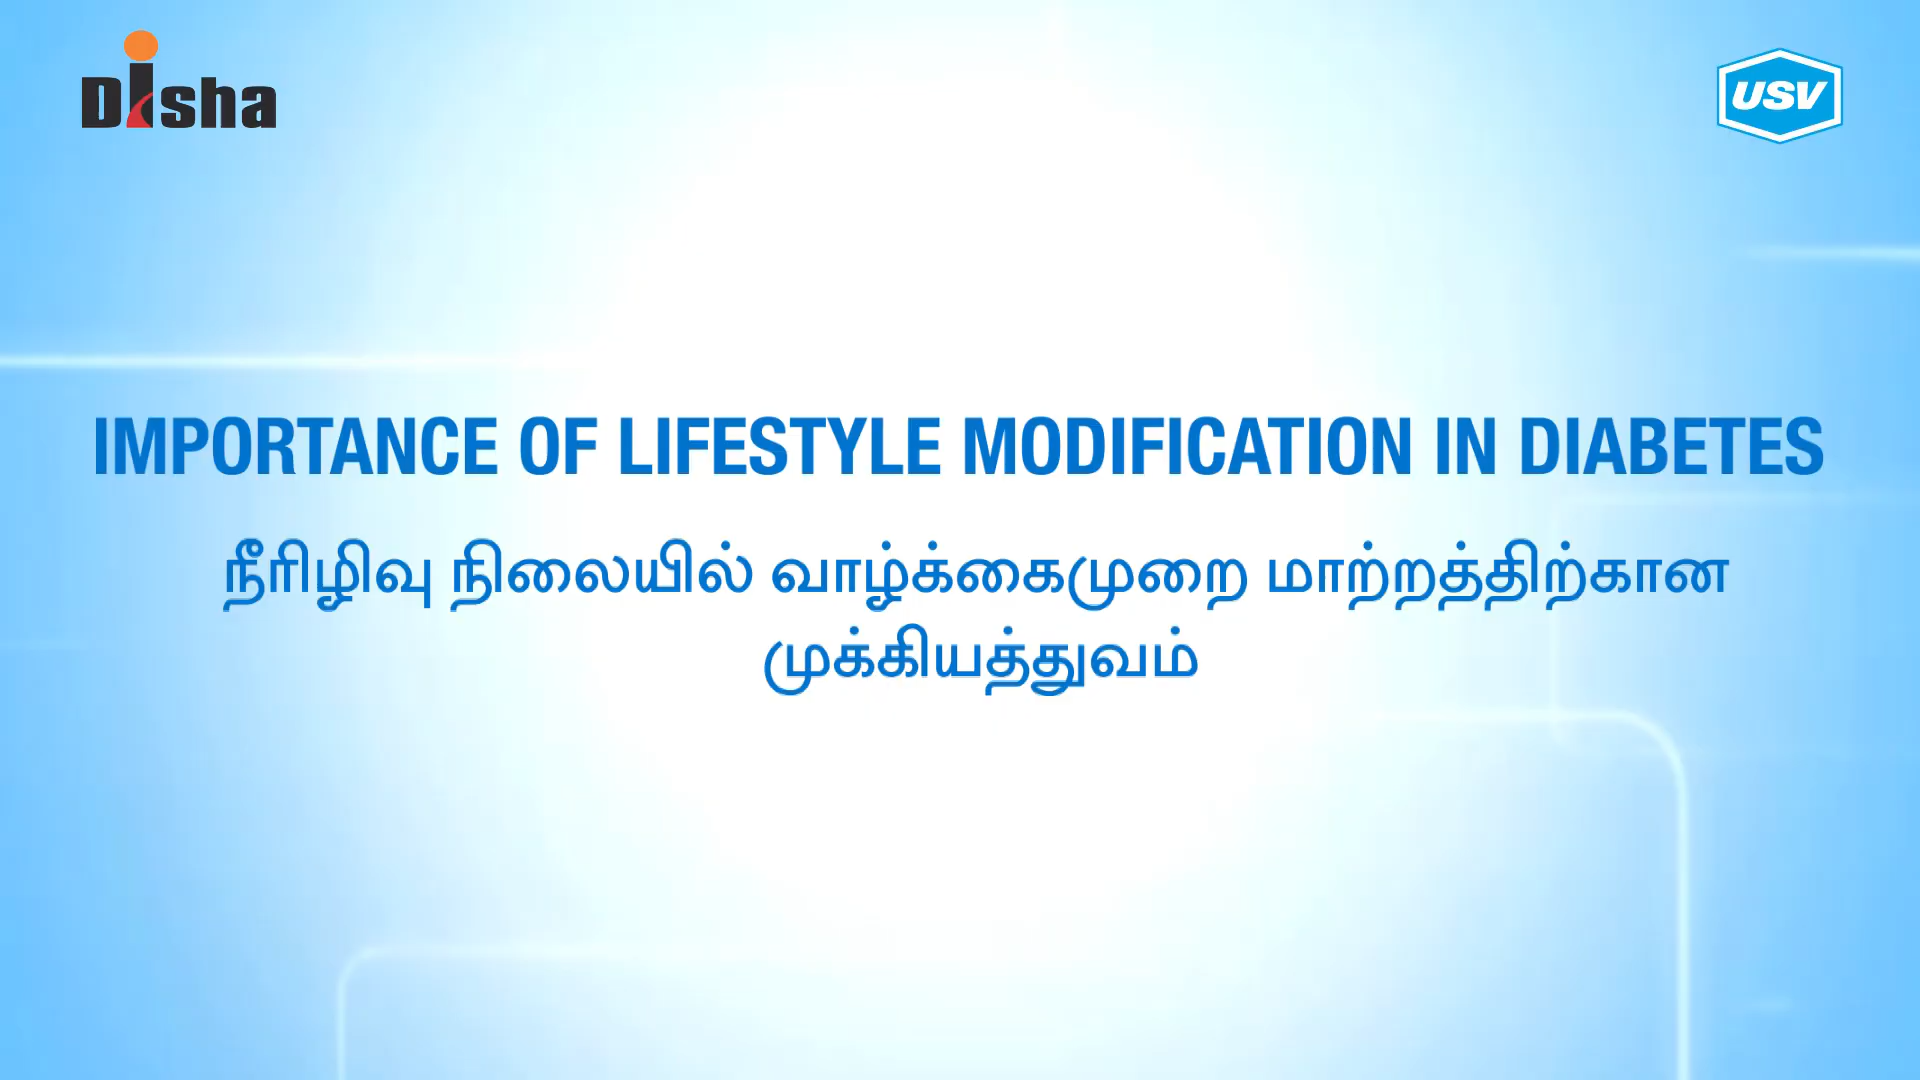 Disha
USV
IMPORTANCE OF LIFESTYLE MODIFICATION IN DIABETES
நீரிழிவு நிலையில் வாழ்க்கைமுறை மாற்றத்திற்கான
முக்கியத்துவம்